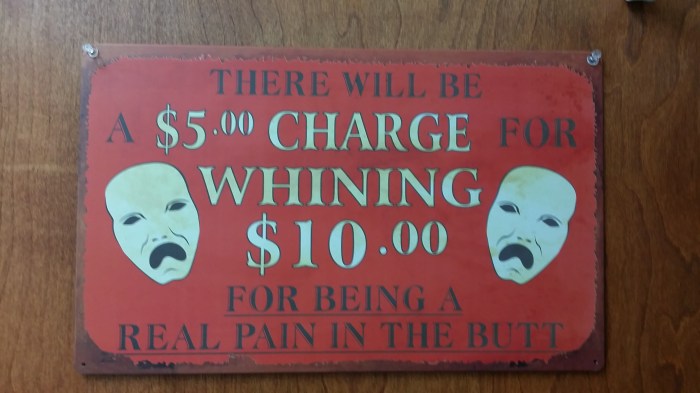 THERE WILL BE
A $5.00 CHARGE FOR
WHINING
$10.00
FOR BEING A
REAL PAIN IN THE BUTT